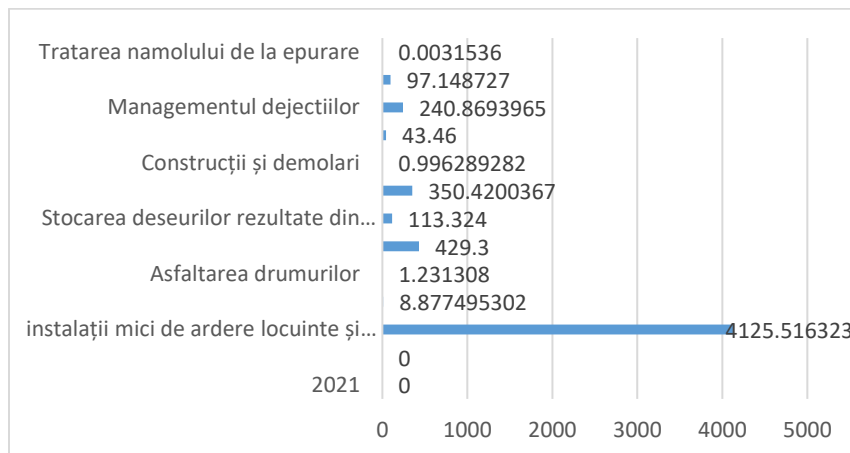 Tratarea namolului de la epurare 0.0031536
97.148727
Managementul dejectiilor 240.8693965
43.46
Construcții și demolari 0.996289282
350.4200367
Stocarea deseurilor rezultate din… 113.324
429.3
Asfaltarea drumurilor 1.231308
8.877495302
instalații mici de ardere locuinte și… 4125.516323
0
2021 0
0 1000 2000 3000 4000 5000